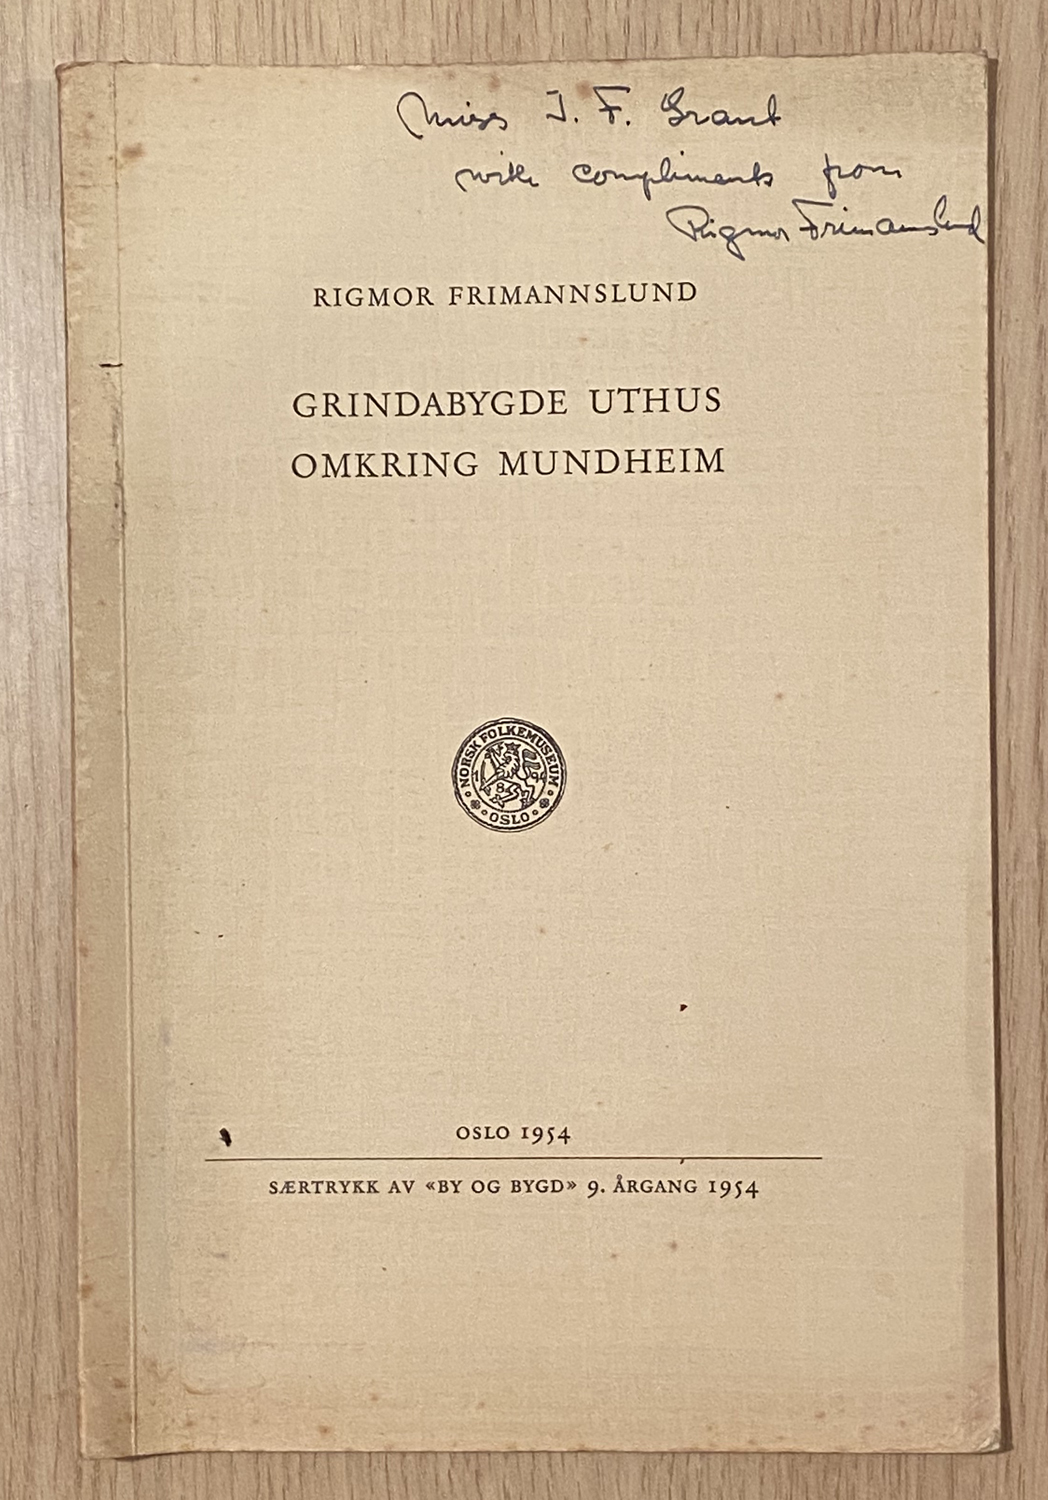 Miss I. F. Grant
with compliments from
Rigmor Frimannslund
RIGMOR FRIMANNSLUND
GRINDABYGDE UTHUS
OMKRING MUNDHEIM
NORSK FOLKEMUSEUM
1894
OSLO
OSLO 1954
SÆRTRYKK AV «BY OG BYGD» 9. ÅRGANG 1954